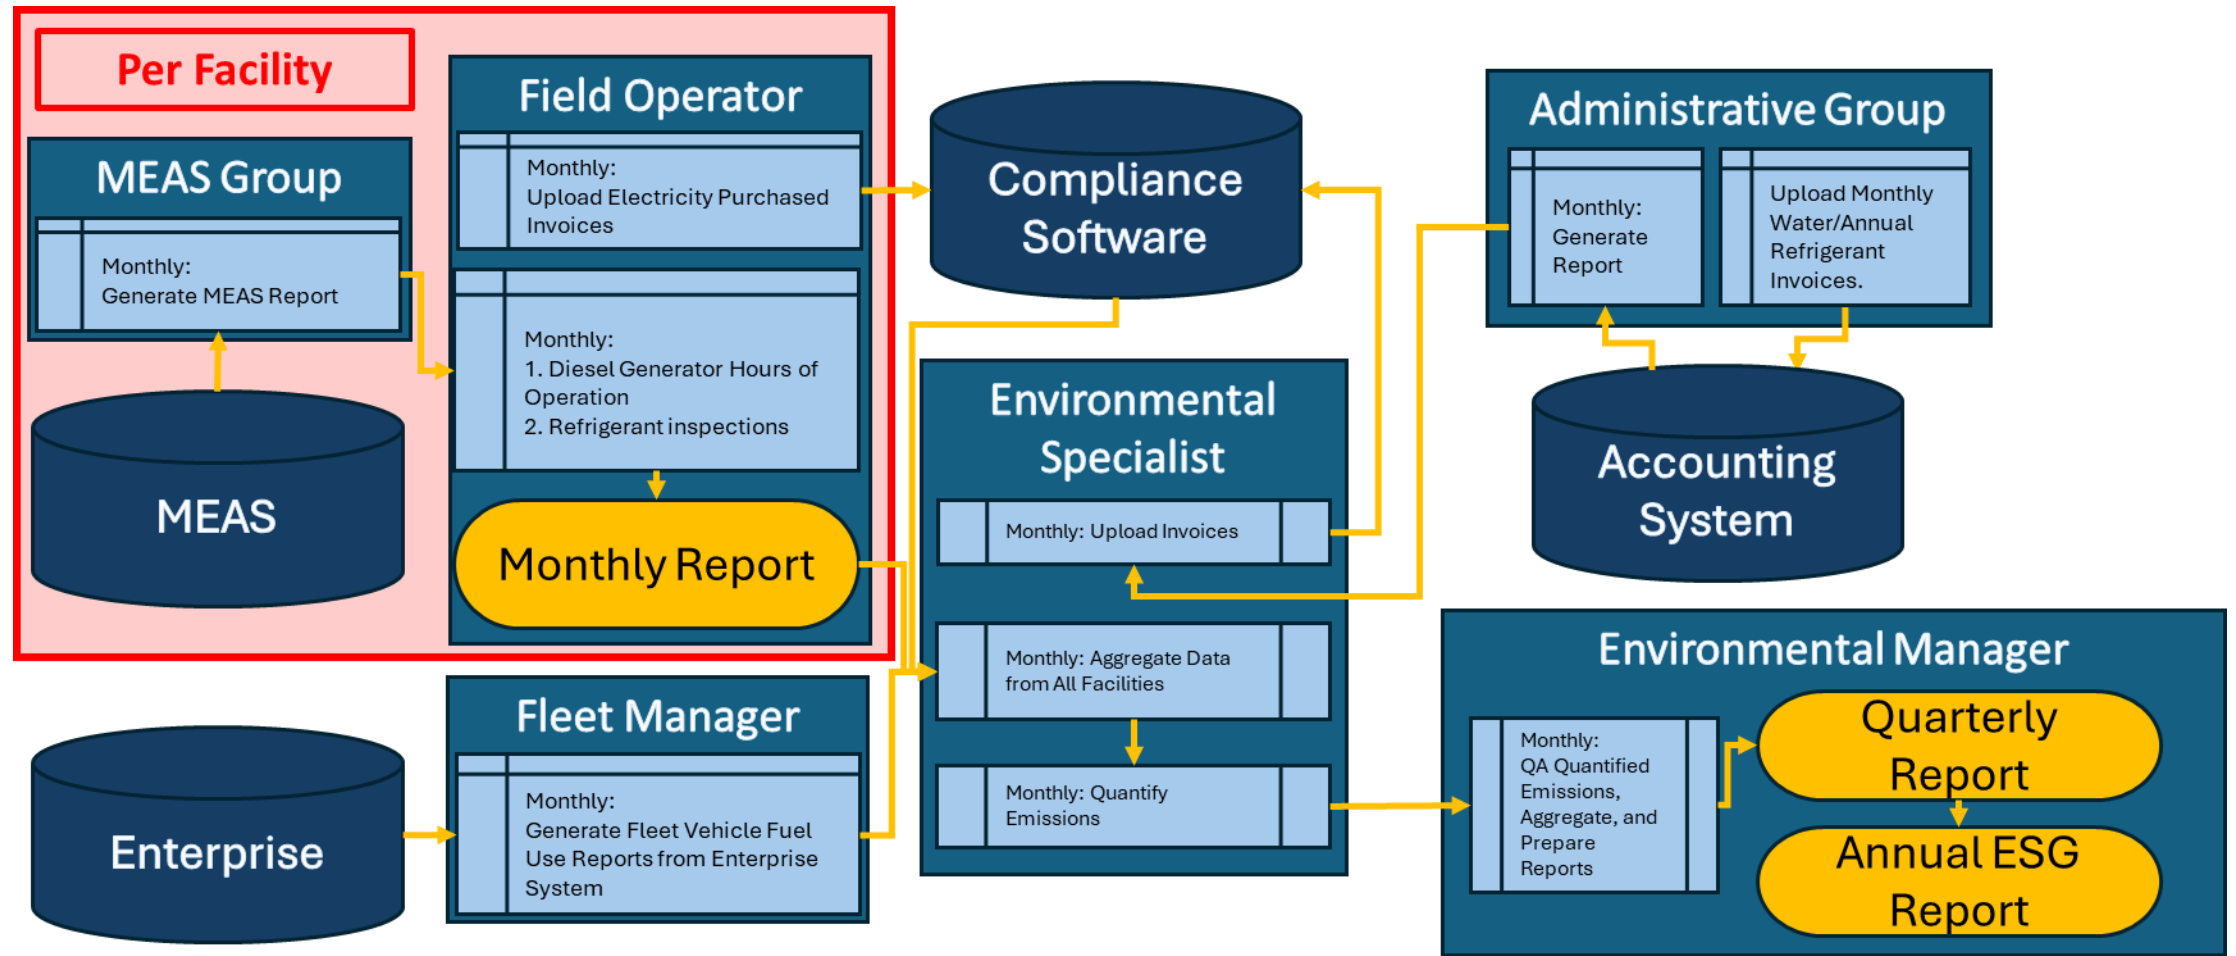 Per Facility
MEAS Group
Monthly:
Generate MEAS Report
MEAS
Field Operator
Monthly:
Upload Electricity Purchased
Invoices
Monthly:
1. Diesel Generator Hours of
Operation
2. Refrigerant inspections
Monthly Report
Enterprise
Fleet Manager
Monthly:
Generate Fleet Vehicle Fuel
Use Reports from Enterprise
System
Compliance
Software
Environmental
Specialist
Monthly: Upload Invoices
Monthly: Aggregate Data
from All Facilities
Monthly: Quantify
Emissions
Administrative Group
Monthly:
Generate
Report
Upload Monthly
Water/Annual
Refrigerant
Invoices.
Accounting
System
Environmental Manager
Monthly:
QA Quantified
Emissions,
Aggregate, and
Prepare
Reports
Quarterly
Report
Annual ESG
Report